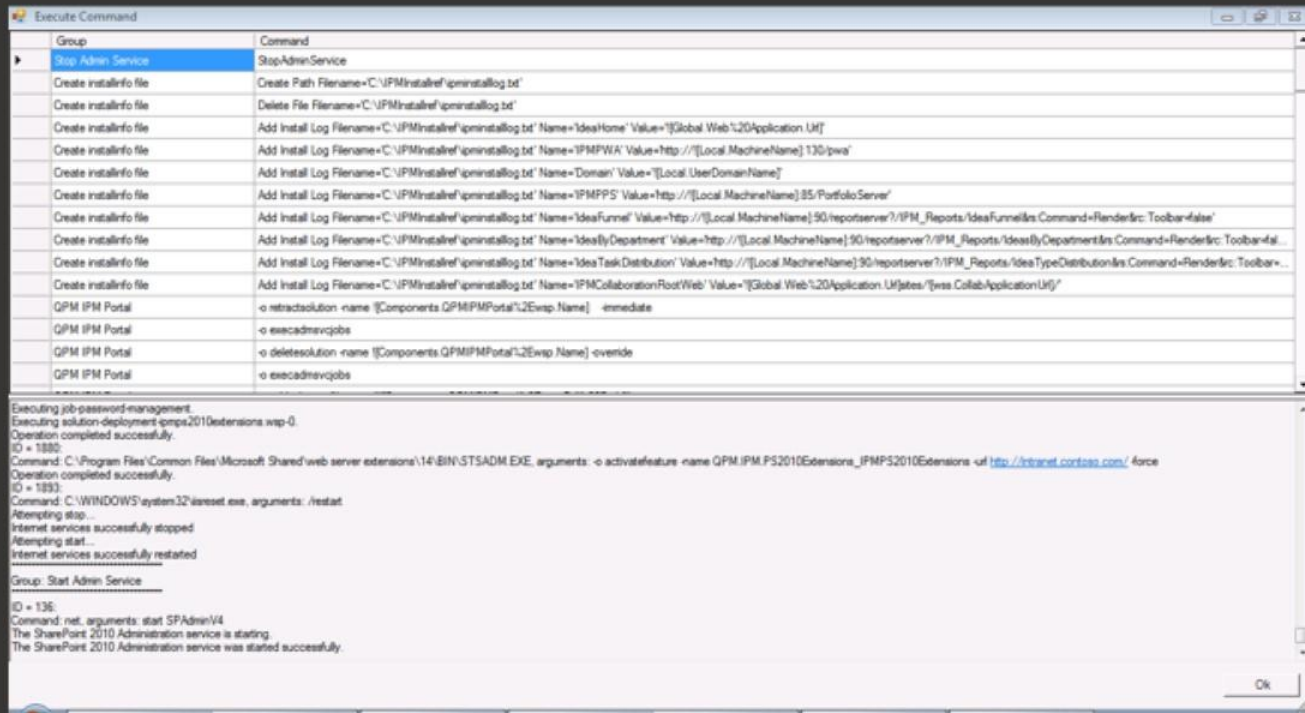 Execute Command
Group Command
Stop Admin Service StopAdminService
Create installinfo file Create Path Filename='C:\IPMInstallref\ipminstalllog.txt'
Create installinfo file Delete File Filename='C:\IPMInstallref\ipminstalllog.txt'
Create installinfo file Add Install Log Filename='C:\IPMInstallref\ipminstalllog.txt' Name='IdeaHome' Value='![Global.Web%20Application.Url]'
Create installinfo file Add Install Log Filename='C:\IPMInstallref\ipminstalllog.txt' Name='IPMPWA' Value='http://![Local.MachineName]:130/pwa'
Create installinfo file Add Install Log Filename='C:\IPMInstallref\ipminstalllog.txt' Name='Domain' Value='![Local.UserDomainName]'
Create installinfo file Add Install Log Filename='C:\IPMInstallref\ipminstalllog.txt' Name='IPMPPS' Value='http://![Local.MachineName]:85/PortfolioServer'
Create installinfo file Add Install Log Filename='C:\IPMInstallref\ipminstalllog.txt' Name='IdeaFunnel' Value='http://![Local.MachineName]:90/reportserver?/IPM_Reports/IdeaFunnel&rs:Command=Render&rc:Toolbar=false'
Create installinfo file Add Install Log Filename='C:\IPMInstallref\ipminstalllog.txt' Name='IdeaByDepartment' Value='http://![Local.MachineName]:90/reportserver?/IPM_Reports/IdeasByDepartment&rs:Command=Render&rc:Toolbar=fal...
Create installinfo file Add Install Log Filename='C:\IPMInstallref\ipminstalllog.txt' Name='IdeaTaskDistribution' Value='http://![Local.MachineName]:90/reportserver?/IPM_Reports/IdeaTypeDistribution&rs:Command=Render&rc:Toolbar=...
Create installinfo file Add Install Log Filename='C:\IPMInstallref\ipminstalllog.txt' Name='IPMCollaborationRootWeb' Value='![Global.Web%20Application.Url]sites/![wss.CollabApplicationUrl]/'
QPM IPM Portal -o retractsolution -name ![Components.QPMIPMPortal%2Ewsp.Name] -immediate
QPM IPM Portal -o execadmsvcjobs
QPM IPM Portal -o deletesolution -name ![Components.QPMIPMPortal%2Ewsp.Name] -override
QPM IPM Portal -o execadmsvcjobs
Executing job-password-management.
Executing solution-deployment-ipmps2010extensions.wsp-0.
Operation completed successfully.
ID = 1880:
Command: C:\Program Files\Common Files\Microsoft Shared\web server extensions\14\BIN\STSADM.EXE, arguments: -o activatefeature -name QPM.IPM.PS2010Extensions_IPMPS2010Extensions -url http://intranet.contoso.com/ -force
Operation completed successfully.
ID = 1893:
Command: C:\WINDOWS\system32\iisreset.exe, arguments: /restart
Attempting stop...
Internet services successfully stopped
Attempting start...
Internet services successfully restarted
Group: Start Admin Service
ID = 136:
Command: net, arguments: start SPAdminV4
The SharePoint 2010 Administration service is starting.
The SharePoint 2010 Administration service was started successfully.
Ok